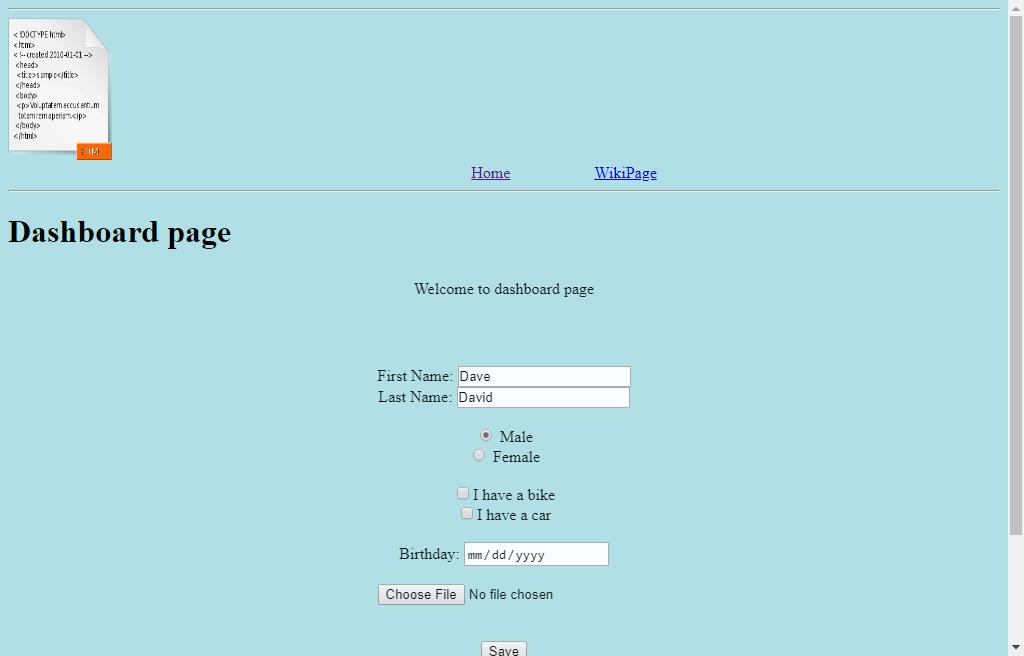 < !DOCTYPE html>
<html>
< !-- created 2010-01-01 -->
<head>
<title>sample</title>
</head>
<body>
<p>Voluptatem accusantium
totam rem aperiam.</p>
</body>
</html>
HTML
Home WikiPage
Dashboard page
Welcome to dashboard page
First Name: Dave
Last Name: David
Male
Female
I have a bike
I have a car
Birthday: mm/dd/yyyy
Choose File No file chosen
Save